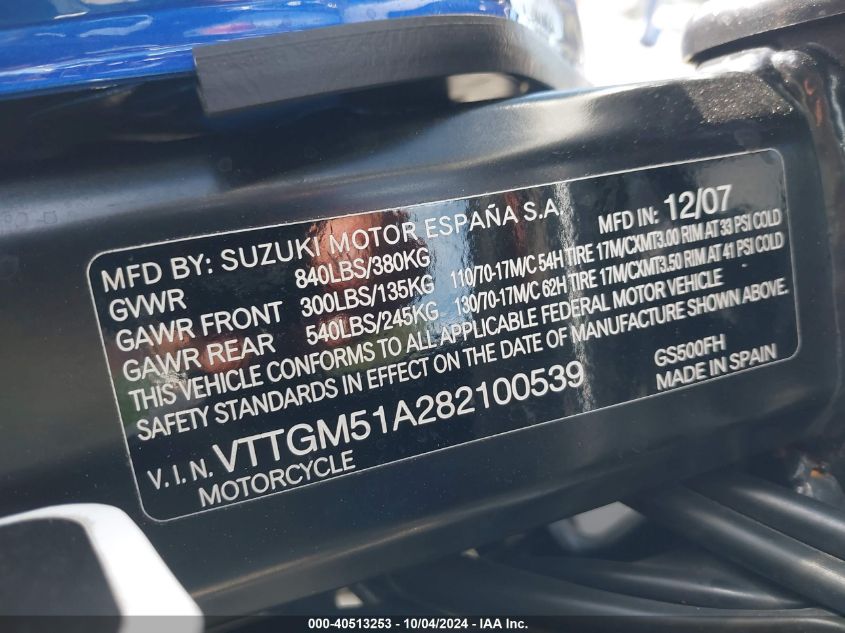 MFD BY: SUZUKI MOTOR ESPAÑA S.A MFD IN: 12/07
GVWR 840LBS/380KG
GAWR FRONT 300LBS/135KG 110/70-17M/C 54H TIRE 17M/CXMT3.00 RIM AT 33 PSI COLD
GAWR REAR 540LBS/245KG 130/70-17M/C 62H TIRE 17M/CXMT3.50 RIM AT 41 PSI COLD
THIS VEHICLE CONFORMS TO ALL APPLICABLE FEDERAL MOTOR VEHICLE
SAFETY STANDARDS IN EFFECT ON THE DATE OF MANUFACTURE SHOWN ABOVE.
V.I.N. VTTGM51A282100539 GS500FH
MOTORCYCLE MADE IN SPAIN
000-40513253 - 10/04/2024 - IAA Inc.